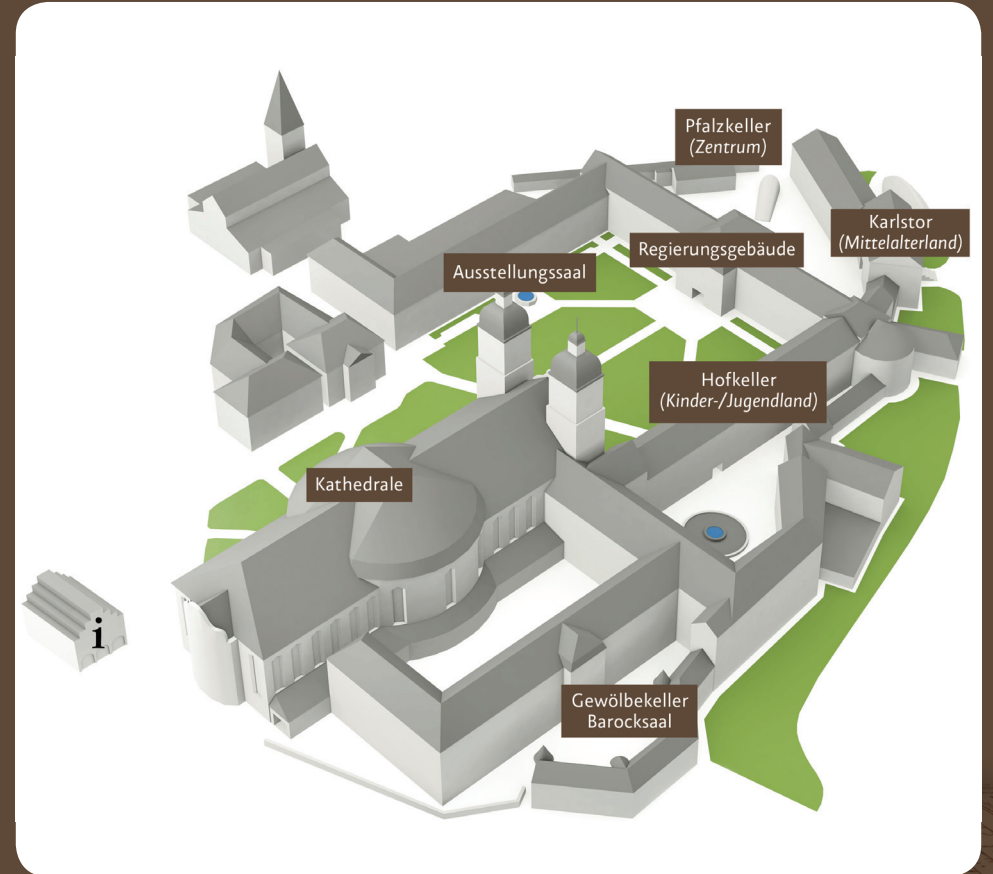 Pfalzkeller
(Zentrum)
Karlstor
(Mittelalterland)
Regierungsgebäude
Ausstellungssaal
Hofkeller
(Kinder-/Jugendland)
Kathedrale
i
Gewölbekeller
Barocksaal